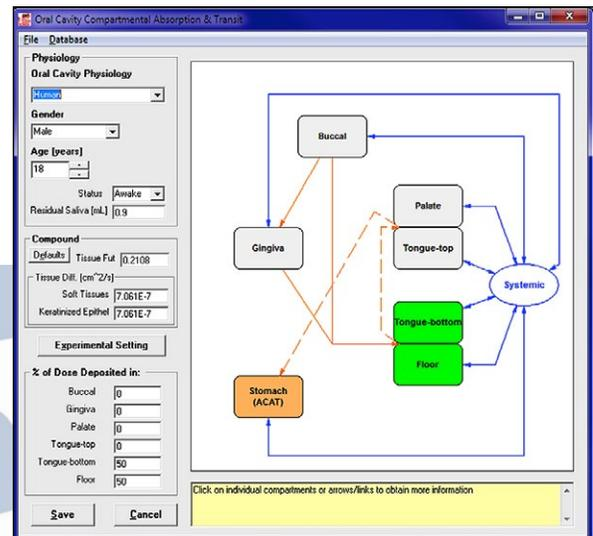 Oral Cavity Compartmental Absorption & Transit
File Database
Physiology
Oral Cavity Physiology
Human
Gender
Male
Age [years]
18
Status Awake
Residual Saliva [mL] 0.9
Compound
Defaults Tissue Fut 0.2108
Tissue Diff. [cm^2/s]
Soft Tissues 7.061E-7
Keratinized Epithel 7.061E-7
Experimental Setting
% of Dose Deposited in:
Buccal 0
Gingiva 0
Palate 0
Tongue-top 0
Tongue-bottom 50
Floor 50
Save Cancel
Buccal
Palate
Gingiva
Tongue-top
Systemic
Tongue-bottom
Floor
Stomach
(ACAT)
Click on individual compartments or arrows/links to obtain more information